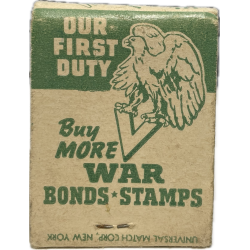 OUR
FIRST
DUTY
Buy
MORE
WAR
BONDS★STAMPS
UNIVERSAL MATCH CORP., NEW YORK